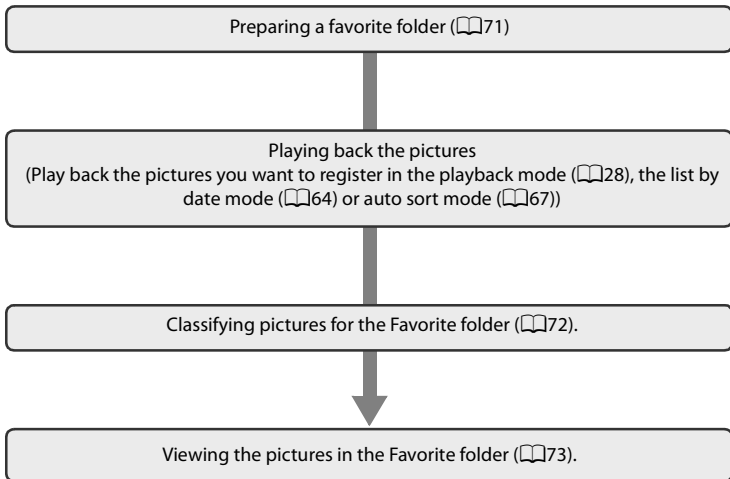 Preparing a favorite folder (📖71)
Playing back the pictures
(Play back the pictures you want to register in the playback mode (📖28), the list by
date mode (📖64) or auto sort mode (📖67))
Classifying pictures for the Favorite folder (📖72).
Viewing the pictures in the Favorite folder (📖73).